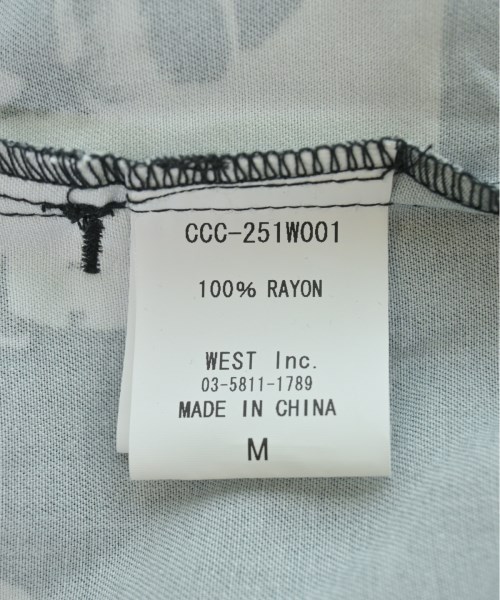 CCC-251W001
100% RAYON
WEST Inc.
03-5811-1789
MADE IN CHINA
M